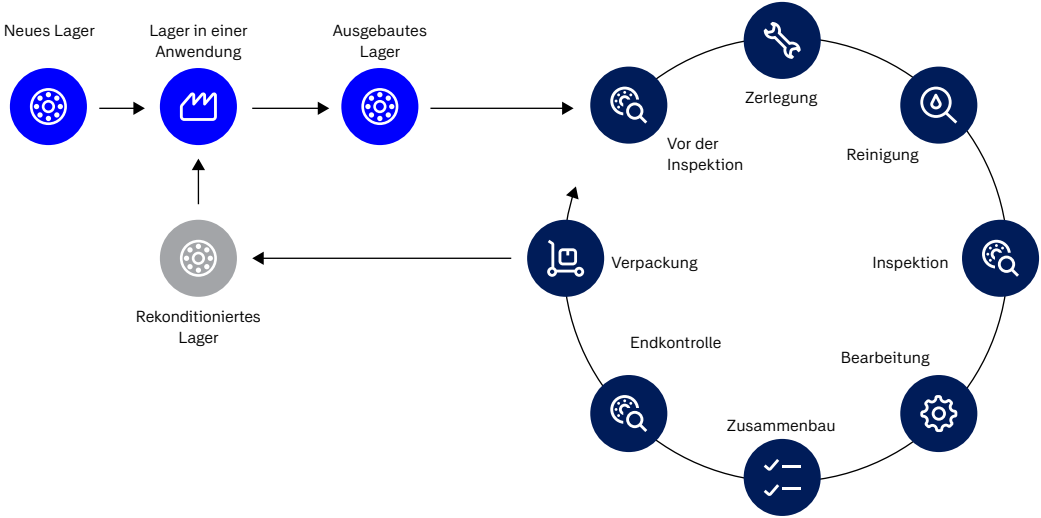 Neues Lager
Lager in einer
Anwendung
Ausgebautes
Lager
Vor der
Inspektion
Zerlegung
Reinigung
Inspektion
Bearbeitung
Zusammenbau
Endkontrolle
Verpackung
Rekonditioniertes
Lager